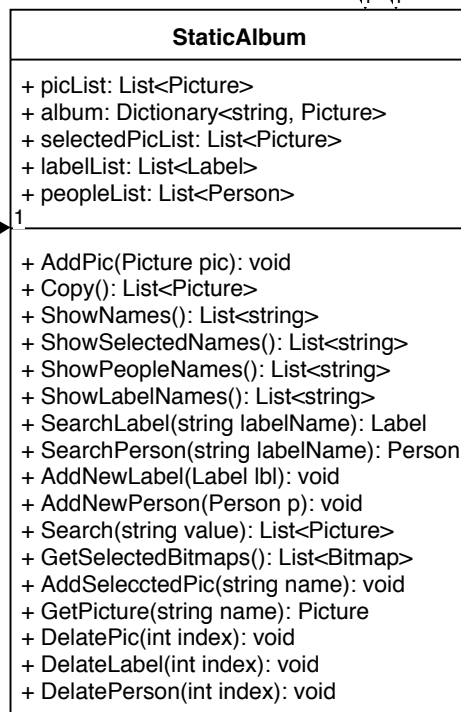 StaticAlbum
+ picList: List<Picture>
+ album: Dictionary<string, Picture>
+ selectedPicList: List<Picture>
+ labelList: List<Label>
+ peopleList: List<Person>
1
+ AddPic(Picture pic): void
+ Copy(): List<Picture>
+ ShowNames(): List<string>
+ ShowSelectedNames(): List<string>
+ ShowPeopleNames(): List<string>
+ ShowLabelNames(): List<string>
+ SearchLabel(string labelName): Label
+ SearchPerson(string labelName): Person
+ AddNewLabel(Label lbl): void
+ AddNewPerson(Person p): void
+ Search(string value): List<Picture>
+ GetSelectedBitmaps(): List<Bitmap>
+ AddSelecctedPic(string name): void
+ GetPicture(string name): Picture
+ DelatePic(int index): void
+ DelateLabel(int index): void
+ DelatePerson(int index): void